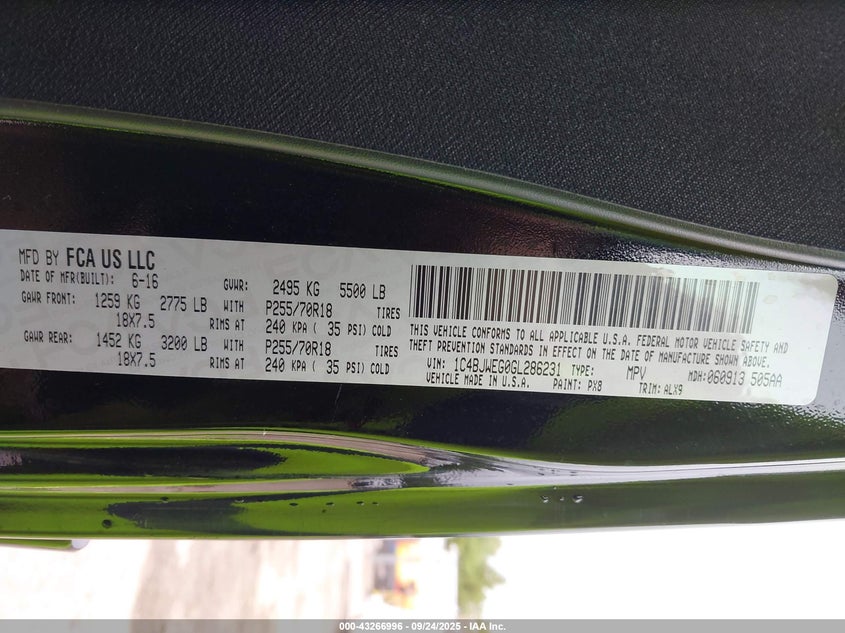 MFD BY FCA US LLC
DATE OF MFR(BUILT): 6-16 GVWR: 2495 KG 5500 LB
GAWR FRONT: 1259 KG 2775 LB WITH P255/70R18 TIRES
18X7.5 RIMS AT 240 KPA ( 35 PSI) COLD
GAWR REAR: 1452 KG 3200 LB WITH P255/70R18 TIRES
18X7.5 RIMS AT 240 KPA ( 35 PSI) COLD
THIS VEHICLE CONFORMS TO ALL APPLICABLE U.S.A. FEDERAL MOTOR VEHICLE SAFETY AND
THEFT PREVENTION STANDARDS IN EFFECT ON THE DATE OF MANUFACTURE SHOWN ABOVE.
VIN: 1C4BJWEG0GL286231 TYPE: MPV MDH:060913 505AA
VEHICLE MADE IN U.S.A. PAINT: PX8 TRIM: ALX9
000-43266996 - 09/24/2025 - IAA Inc.